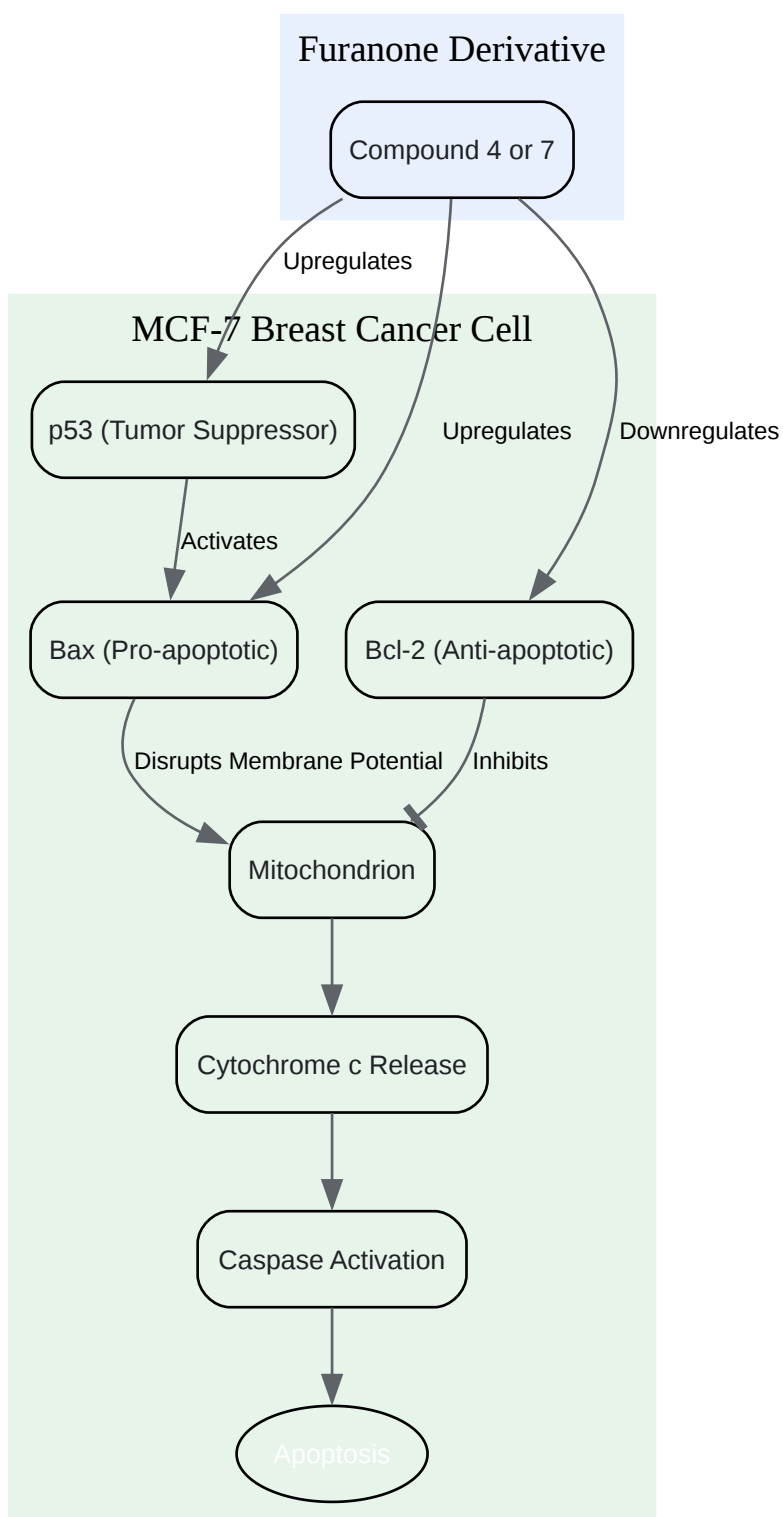 Furanone Derivative
Compound 4 or 7
Upregulates
MCF-7 Breast Cancer Cell
p53 (Tumor Suppressor)
Upregulates
Downregulates
Activates
Bax (Pro-apoptotic)
Bcl-2 (Anti-apoptotic)
Disrupts Membrane Potential
Inhibits
Mitochondrion
Cytochrome c Release
Caspase Activation
Apoptosis